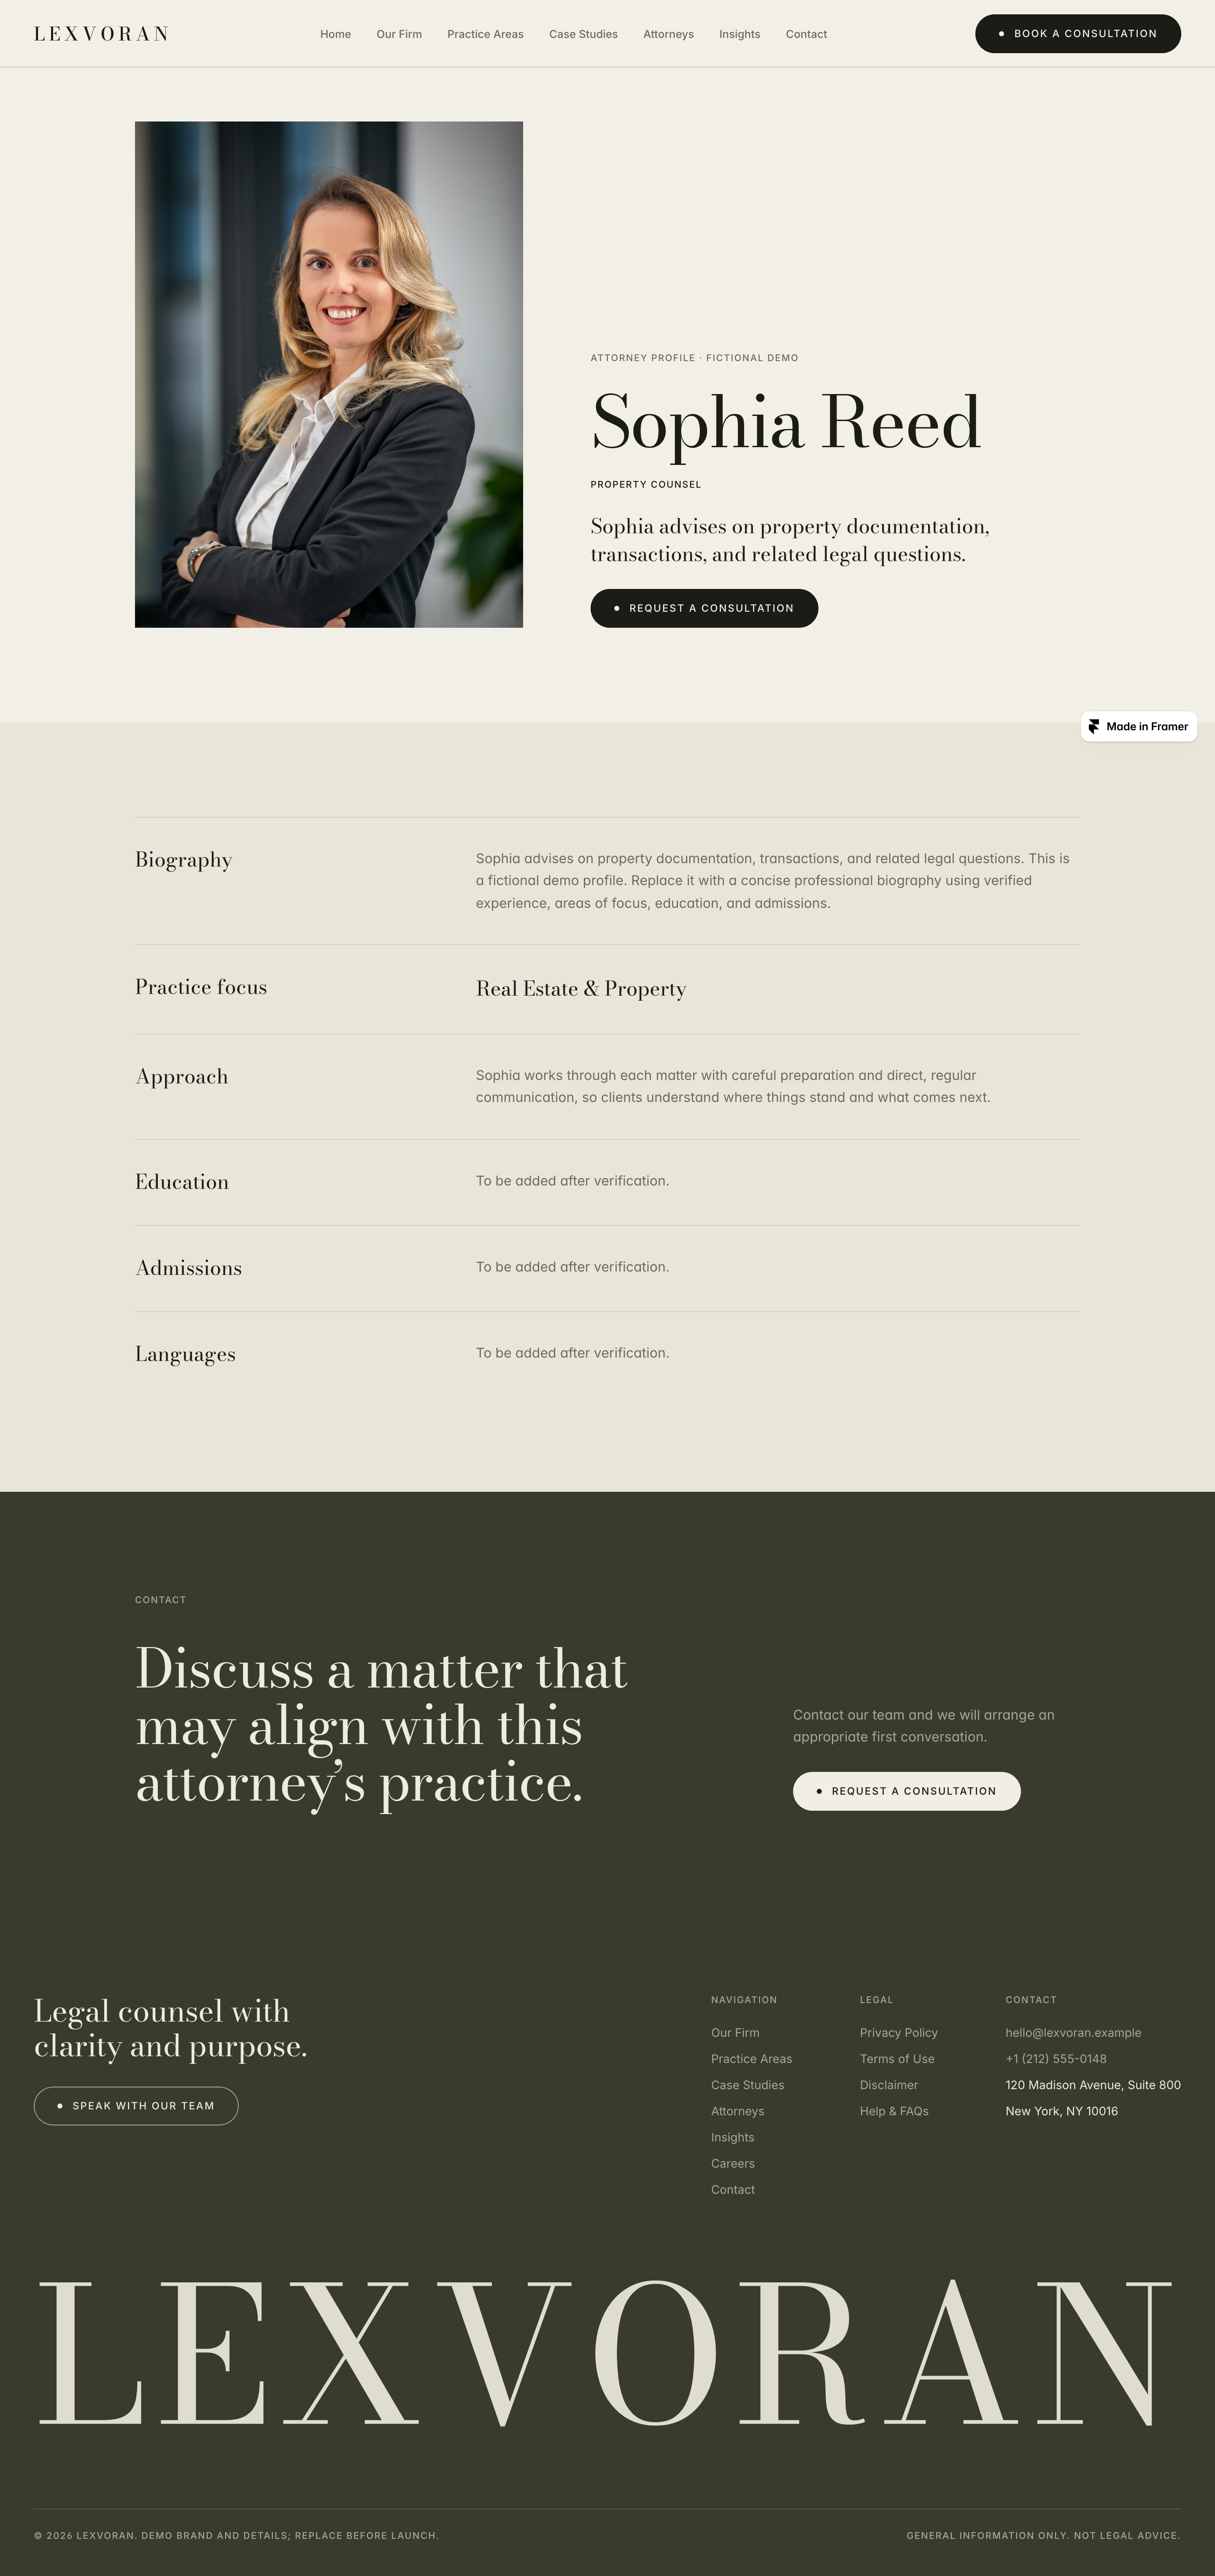 LEXVORAN
Home
Our Firm
Practice Areas
Case Studies
Attorneys
Insights
Contact
BOOK A CONSULTATION
ATTORNEY PROFILE · FICTIONAL DEMO
Sophia Reed
PROPERTY COUNSEL
Sophia advises on property documentation,
transactions, and related legal questions.
REQUEST A CONSULTATION
Made in Framer
Biography
Sophia advises on property documentation, transactions, and related legal questions. This is
a fictional demo profile. Replace it with a concise professional biography using verified
experience, areas of focus, education, and admissions.
Practice focus
Real Estate & Property
Approach
Sophia works through each matter with careful preparation and direct, regular
communication, so clients understand where things stand and what comes next.
Education
To be added after verification.
Admissions
To be added after verification.
Languages
To be added after verification.
CONTACT
Discuss a matter that
may align with this
attorney’s practice.
Contact our team and we will arrange an
appropriate first conversation.
REQUEST A CONSULTATION
Legal counsel with
clarity and purpose.
SPEAK WITH OUR TEAM
NAVIGATION
Our Firm
Practice Areas
Case Studies
Attorneys
Insights
Careers
Contact
LEGAL
Privacy Policy
Terms of Use
Disclaimer
Help & FAQs
CONTACT
hello@lexvoran.example
+1 (212) 555-0148
120 Madison Avenue, Suite 800
New York, NY 10016
LEXVORAN
© 2026 LEXVORAN. DEMO BRAND AND DETAILS; REPLACE BEFORE LAUNCH.
GENERAL INFORMATION ONLY. NOT LEGAL ADVICE.